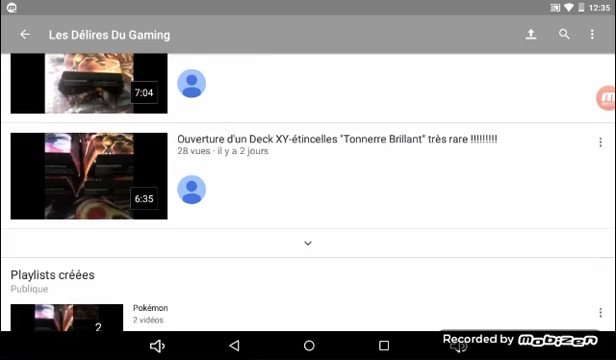 12:35
Les Délires Du Gaming
7:04
Ouverture d'un Deck XY-étincelles "Tonnerre Brillant" très rare !!!!!!!!!
28 vues · il y a 2 jours
6:35
Playlists créées
Publique
Pokémon
2 vidéos
2
Recorded by mobizen